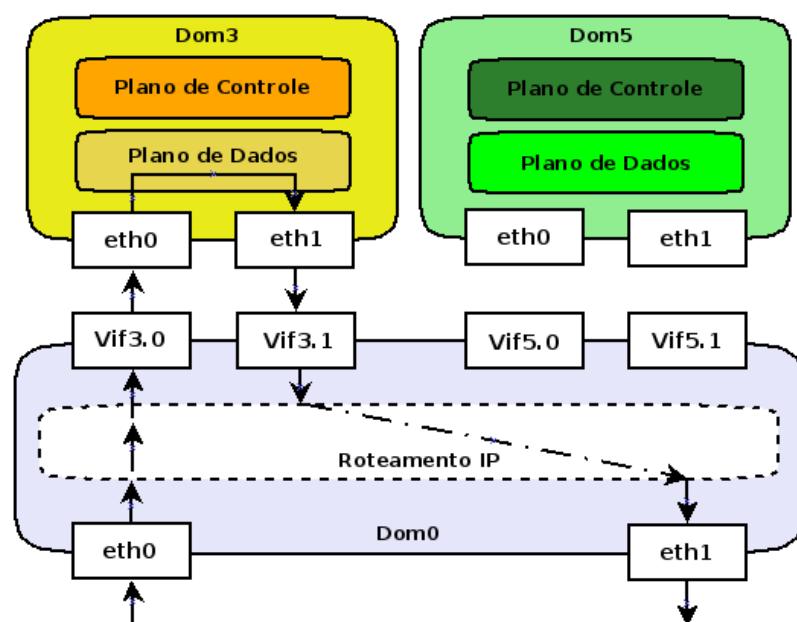 Dom3
Plano de Controle
Plano de Dados
eth0
eth1
Dom5
Plano de Controle
Plano de Dados
eth0
eth1
Vif3.0
Vif3.1
Vif5.0
Vif5.1
Roteamento IP
Dom0
eth0
eth1